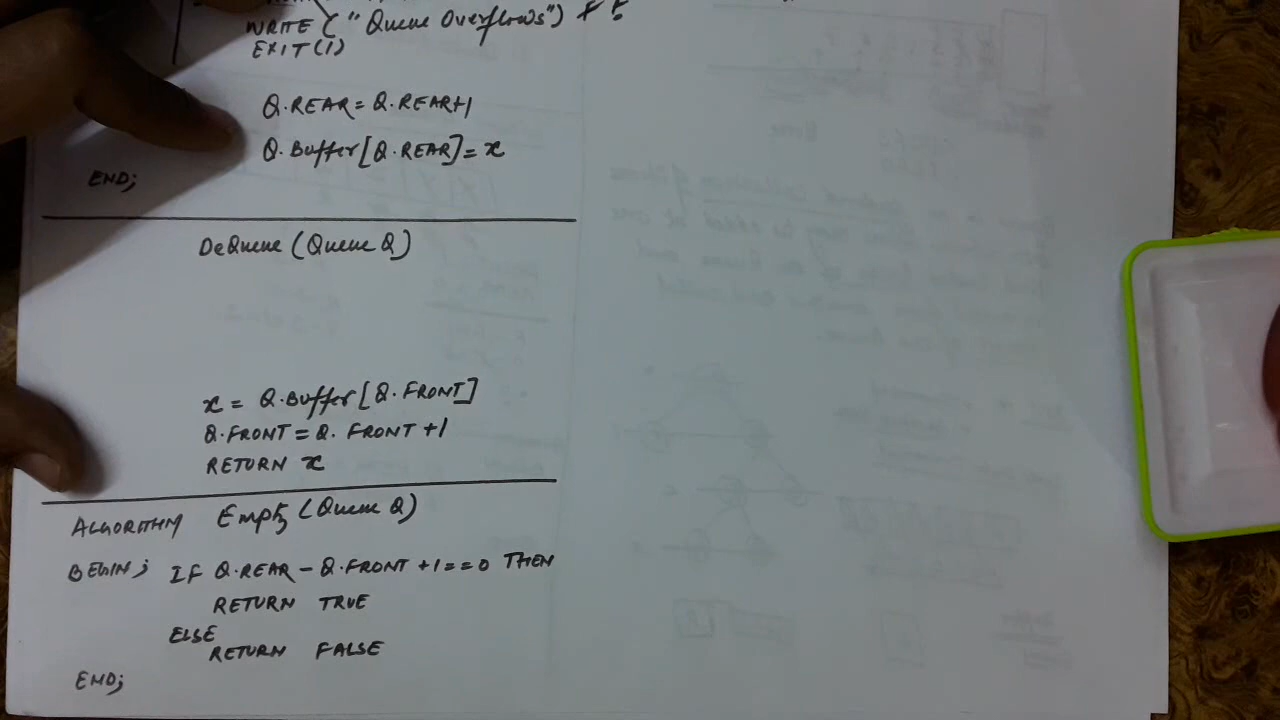 WRITE ("Queue Overflows")
EXIT(1)
Q.REAR = Q.REAR+1
Q.Buffer[Q.REAR] = x
END;
DeQueue (Queue Q)
x = Q.Buffer[Q.FRONT]
Q.FRONT = Q. FRONT +1
RETURN x
ALGORITHM Empty (Queue Q)
BEGIN; IF Q.REAR - Q.FRONT +1 == 0 THEN
RETURN TRUE
ELSE
RETURN FALSE
END;